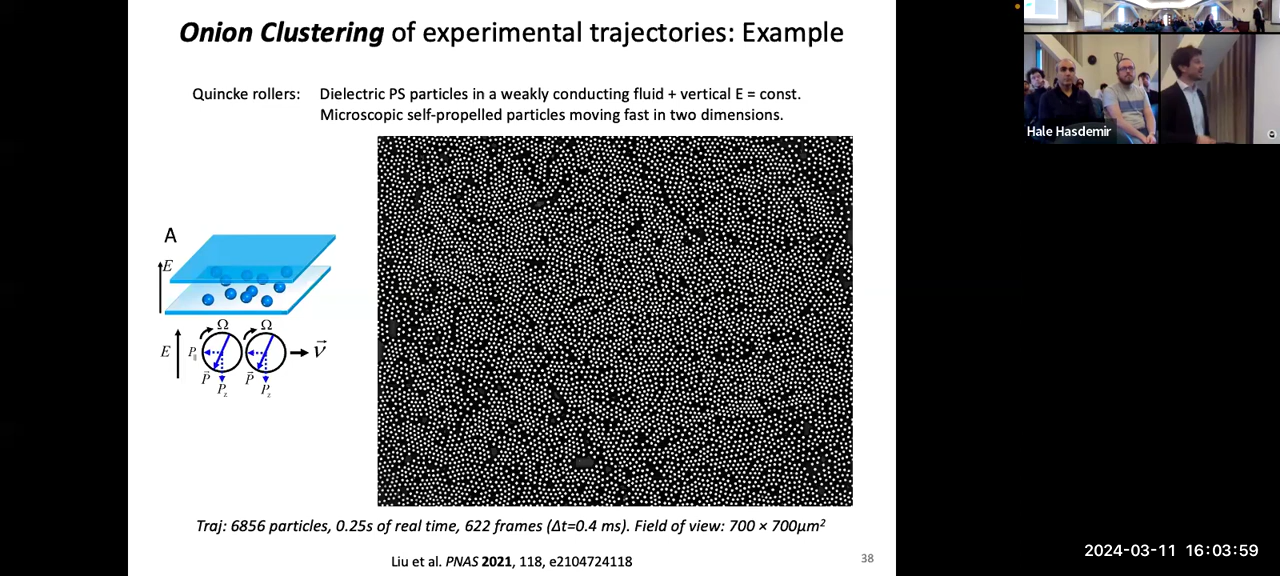 Onion Clustering of experimental trajectories: Example
Quincke rollers: Dielectric PS particles in a weakly conducting fluid + vertical E = const.
Microscopic self-propelled particles moving fast in two dimensions.
Hale Hasdemir
A
E
Ω Ω
E P∥ v⃗
P⃗ P⃗
Pz Pz
Traj: 6856 particles, 0.25s of real time, 622 frames (Δt=0.4 ms). Field of view: 700 × 700μm²
Liu et al. PNAS 2021, 118, e2104724118
38
2024-03-11 16:03:59